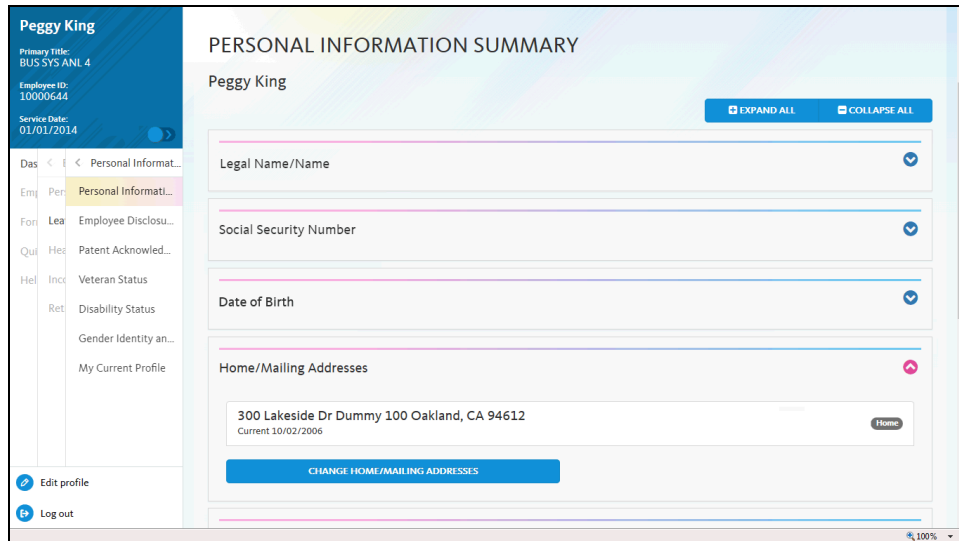 Peggy King
Primary Title:
BUS SYS ANL 4
Employee ID:
10000644
Service Date:
01/01/2014
Das
Emp
For
Qui
Hel
Per
Lea
Hea
Inco
Ret
Personal Informat...
Personal Informati...
Employee Disclosu...
Patent Acknowled...
Veteran Status
Disability Status
Gender Identity an...
My Current Profile
Edit profile
Log out
PERSONAL INFORMATION SUMMARY
Peggy King
EXPAND ALL COLLAPSE ALL
Legal Name/Name
Social Security Number
Date of Birth
Home/Mailing Addresses
300 Lakeside Dr Dummy 100 Oakland, CA 94612
Current 10/02/2006
Home
CHANGE HOME/MAILING ADDRESSES
100%